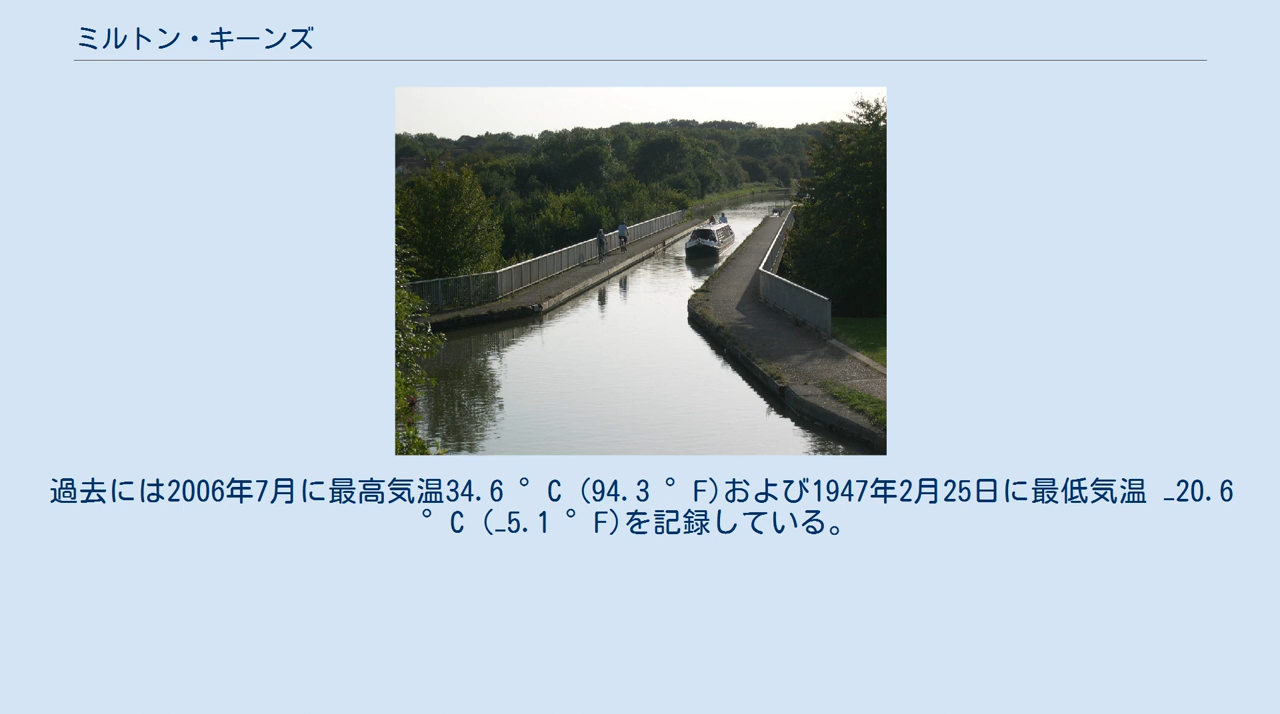 ミルトン・キーンズ
過去には2006年7月に最高気温34.6 °C (94.3 °F)および1947年2月25日に最低気温 −20.6
°C (−5.1 °F)を記録している。